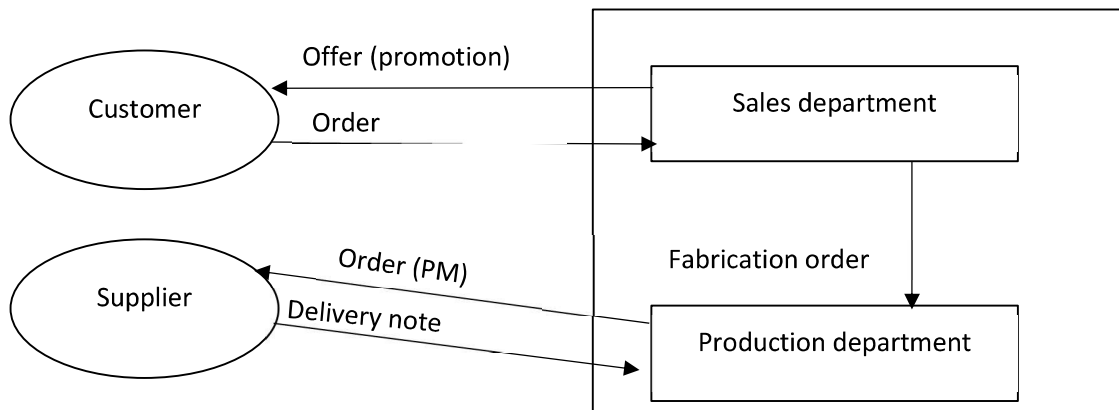 Offer (promotion)
Customer
Sales department
Order
Order (PM)
Fabrication order
Supplier
Delivery note
Production department